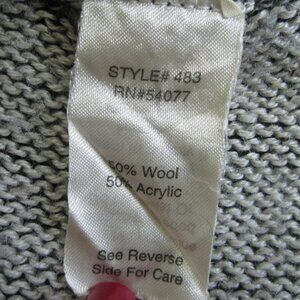 STYLE# 483
RN#54077
50% Wool
50% Acrylic
See Reverse
Side For Care